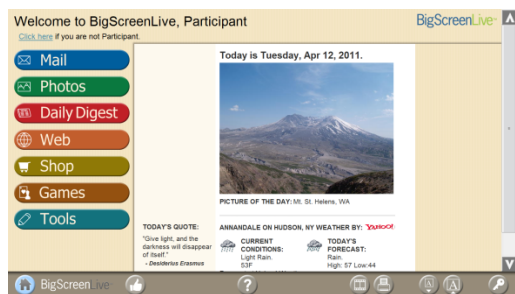 Welcome to BigScreenLive, Participant
BigScreenLive
Click here if you are not Participant.
Mail
Photos
Daily Digest
Web
Shop
Games
Tools
Today is Tuesday, Apr 12, 2011.
PICTURE OF THE DAY: Mt. St. Helens, WA
TODAY'S QUOTE:
"Give light, and the
darkness will disappear
of itself."
- Desiderius Erasmus
ANNANDALE ON HUDSON, NY WEATHER BY: YAHOO!
CURRENT
CONDITIONS:
Light Rain.
53F
TODAY'S
FORECAST:
Rain.
High: 57 Low:44
BigScreenLive
?
A
A